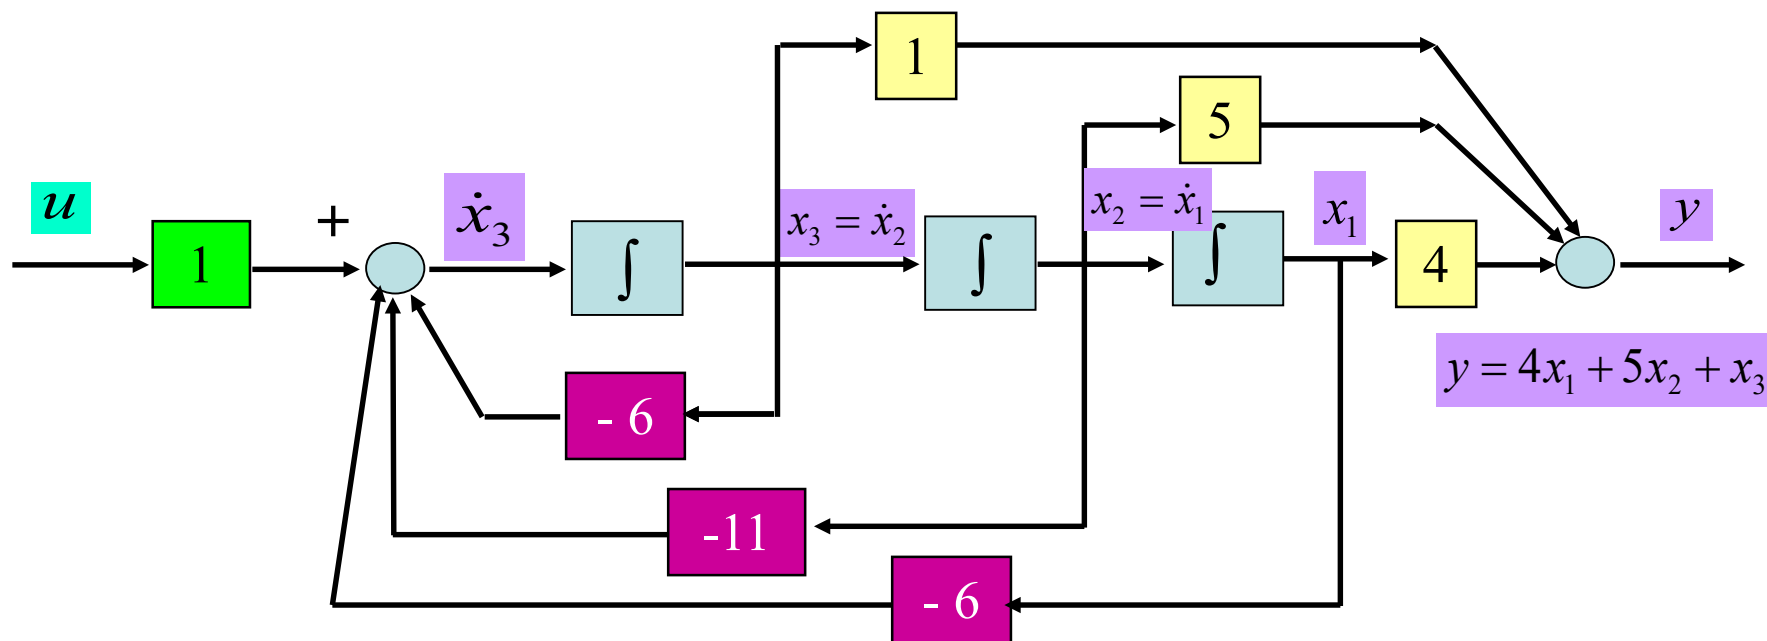 1
5
u
+
ẋ₃
x₃ = ẋ₂
x₂ = ẋ₁
x₁
y
1
∫
∫
∫
4
y = 4x₁ + 5x₂ + x₃
- 6
-11
- 6